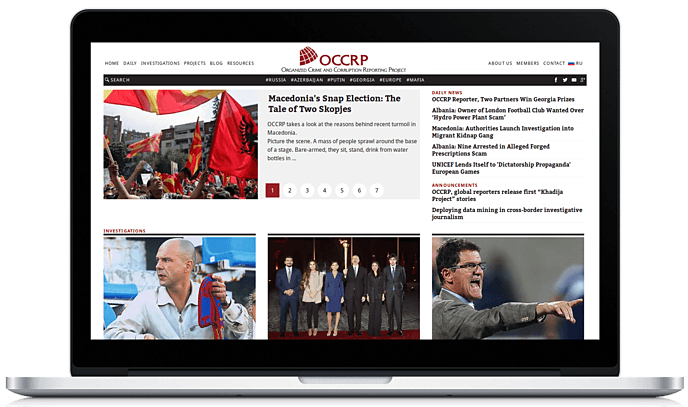 OCCRP
ORGANIZED CRIME AND CORRUPTION REPORTING PROJECT
HOME DAILY INVESTIGATIONS PROJECTS BLOG RESOURCES
ABOUT US MEMBERS CONTACT RU
SEARCH
#RUSSIA #AZERBAIJAN #PUTIN #GEORGIA #EUROPE #MAFIA
Macedonia's Snap Election: The
Tale of Two Skopjes
OCCRP takes a look at the reasons behind recent turmoil in
Macedonia.
Picture the scene. A mass of people sprawl around the base
of a stage. Bare-armed, they sit, stand, drink from water
bottles in ...
1 2 3 4 5 6 7
DAILY NEWS
OCCRP Reporter, Two Partners Win Georgia Prizes
Albania: Owner of London Football Club Wanted Over
'Hydro Power Plant Scam'
Macedonia: Authorities Launch Investigation into
Migrant Kidnap Gang
Albania: Nine Arrested in Alleged Forged
Prescriptions Scam
UNICEF Lends Itself to 'Dictatorship Propaganda'
European Games
ANNOUNCEMENTS
OCCRP, global reporters release first "Khadija
Project" stories
Deploying data mining in cross-border investigative
journalism
INVESTIGATIONS